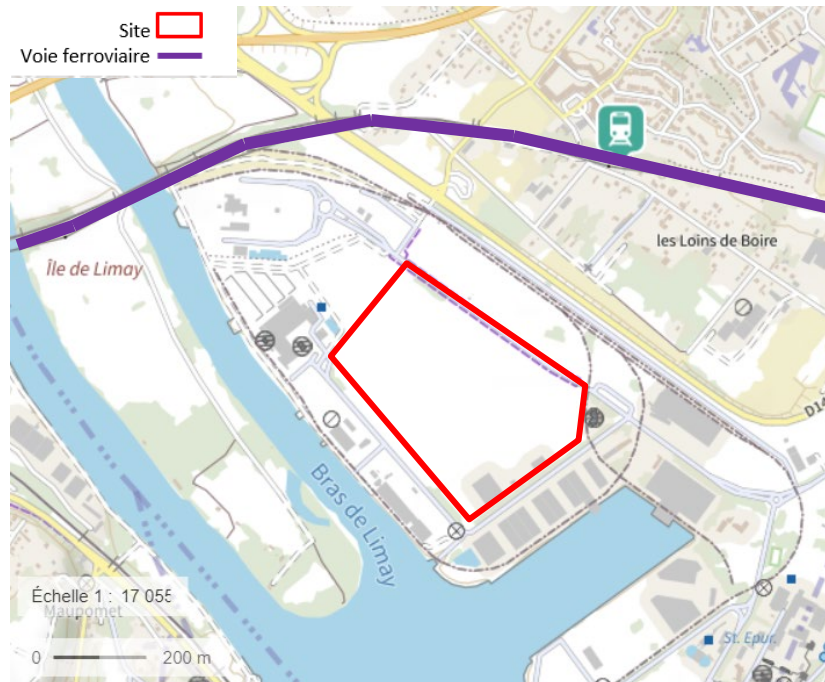 Site
Voie ferroviaire
les Loins de Boire
Île de Limay
D14
Bras de Limay
Échelle 1 : 17 055
Maupomet
St. Epur.
0 200 m